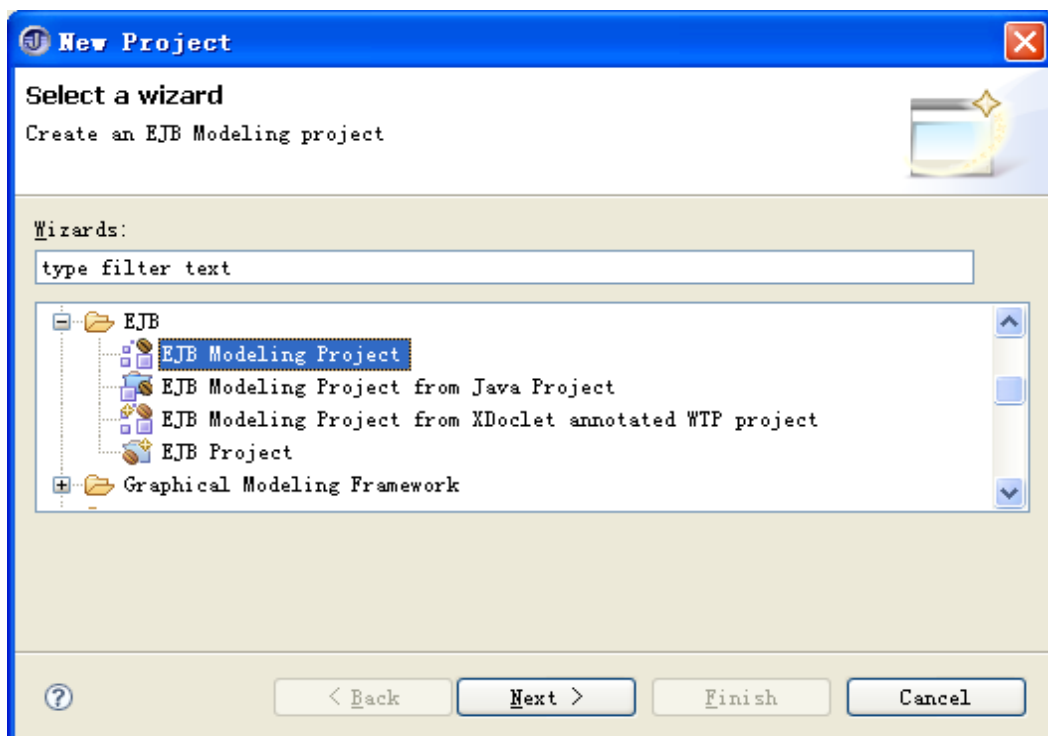 New Project
Select a wizard
Create an EJB Modeling project
Wizards:
type filter text
EJB
EJB Modeling Project
EJB Modeling Project from Java Project
EJB Modeling Project from XDoclet annotated WTP project
EJB Project
Graphical Modeling Framework
? < Back Next > Finish Cancel